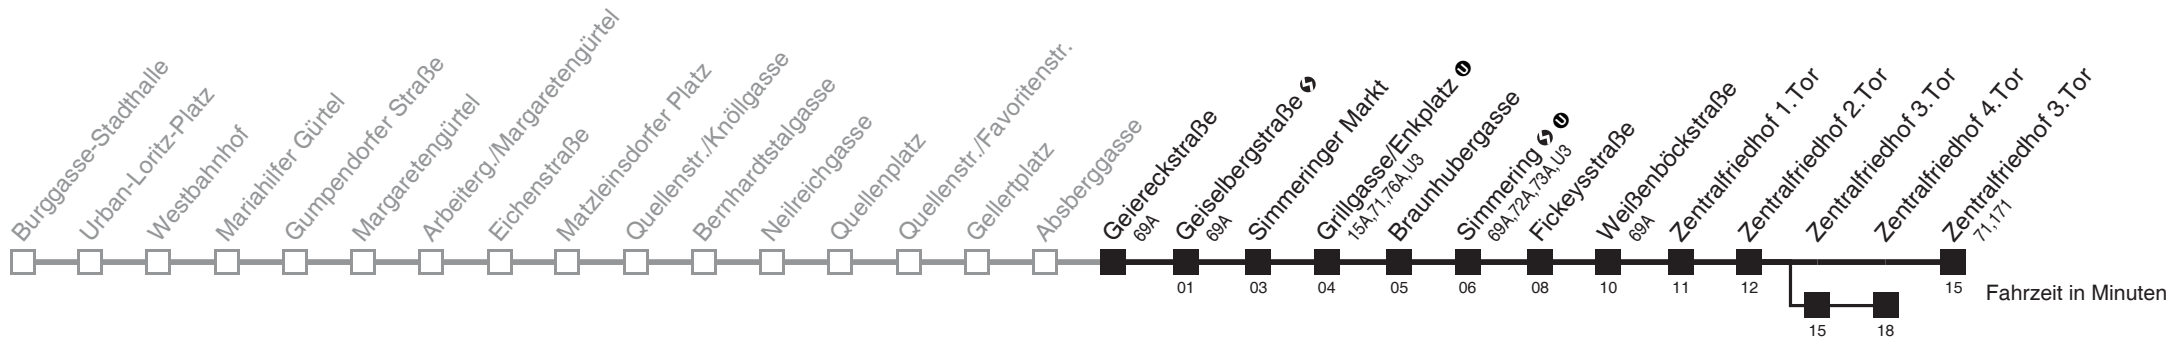 Burggasse-Stadthalle
Urban-Loritz-Platz
Westbahnhof
Mariahilfer Gürtel
Gumpendorfer Straße
Margaretengürtel
Arbeiterg./Margaretengürtel
Eichenstraße
Matzleinsdorfer Platz
Quellenstr./Knöllgasse
Bernhardtstalgasse
Neilreichgasse
Quellenplatz
Quellenstr./Favoritenstr.
Gellertplatz
Absberggasse
Geiereckstraße
69A
Geiselbergstraße S
69A
Simmeringer Markt
Grillgasse/Enkplatz U
15A,71,76A,U3
Braunhubergasse
Simmering S U
69A,72A,73A,U3
Fickeysstraße
Weißenböckstraße
69A
Zentralfriedhof 1.Tor
Zentralfriedhof 2.Tor
Zentralfriedhof 3.Tor
Zentralfriedhof 4.Tor
Zentralfriedhof 3.Tor
71,171
01 03 04 05 06 08 10 11 12 15 Fahrzeit in Minuten
15 18